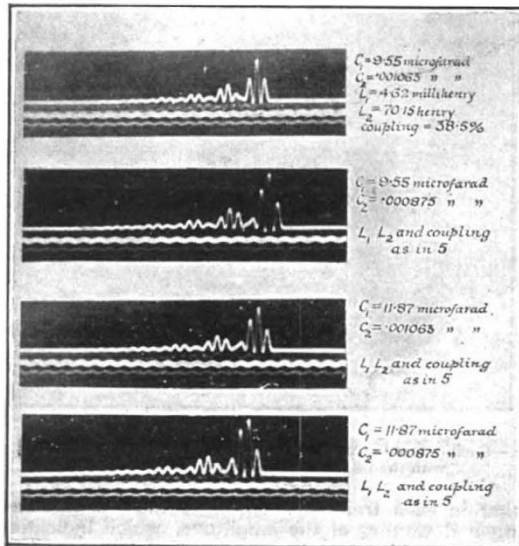 C₁=9·55 microfarad
C₂=·001063 " "
L₁=4·62 millihenry
L₂=70·15 henry
coupling = 38·5%
C₁=9·55 microfarad
C₂=·000875 " "
L₁ L₂ and coupling
as in 5
C₁=11·87 microfarad
C₂=·001063 " "
L₁ L₂ and coupling
as in 5
C₁=11·87 microfarad
C₂=·000875 " "
L₁ L₂ and coupling
as in 5